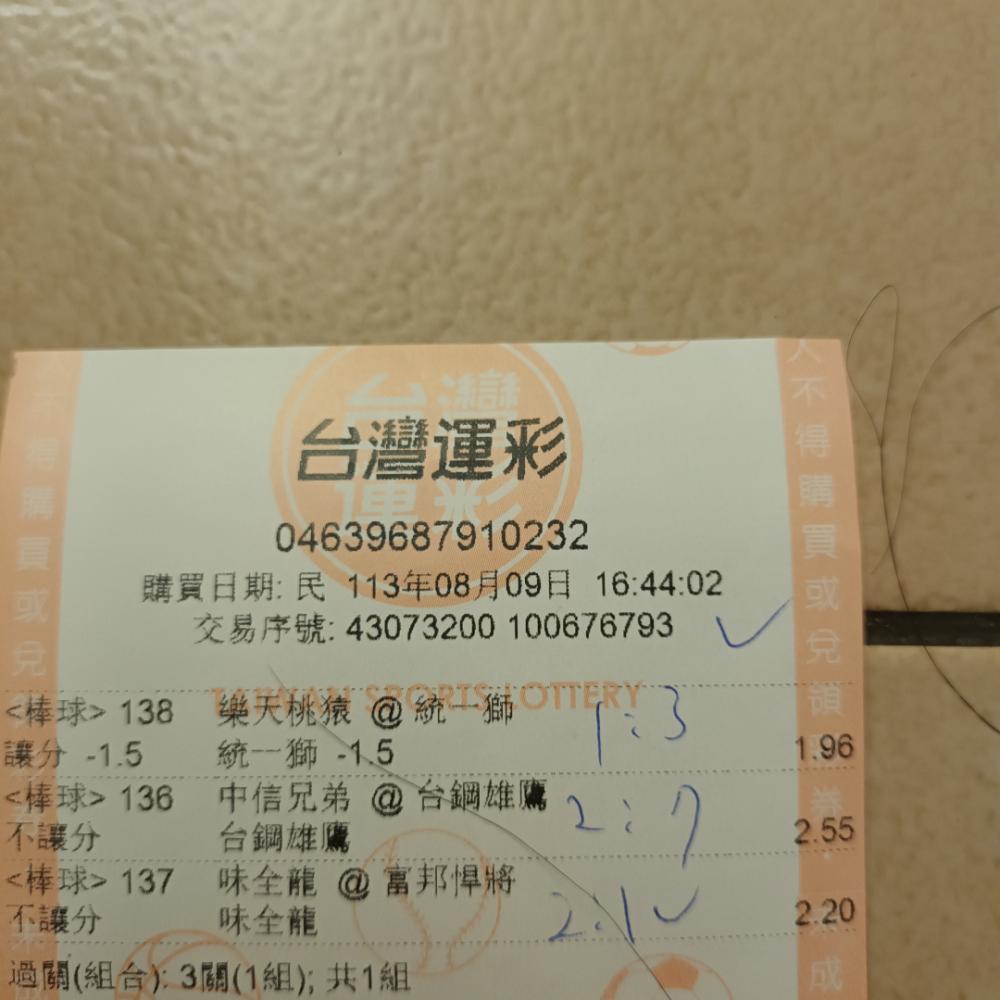 台灣運彩
04639687910232
購買日期: 民 113年08月09日 16:44:02
交易序號: 43073200 100676793
TAIWAN SPORTS LOTTERY
<棒球> 138 樂天桃猿 @ 統一獅 1:3
讓分 -1.5 統一獅 -1.5 1.96
<棒球> 136 中信兄弟 @ 台鋼雄鷹 2:7
不讓分 台鋼雄鷹 2.55
<棒球> 137 味全龍 @ 富邦悍將
不讓分 味全龍 2:1 2.20
過關(組合): 3關(1組); 共1組
人不得購買或兌領
券
成
得購買或兌